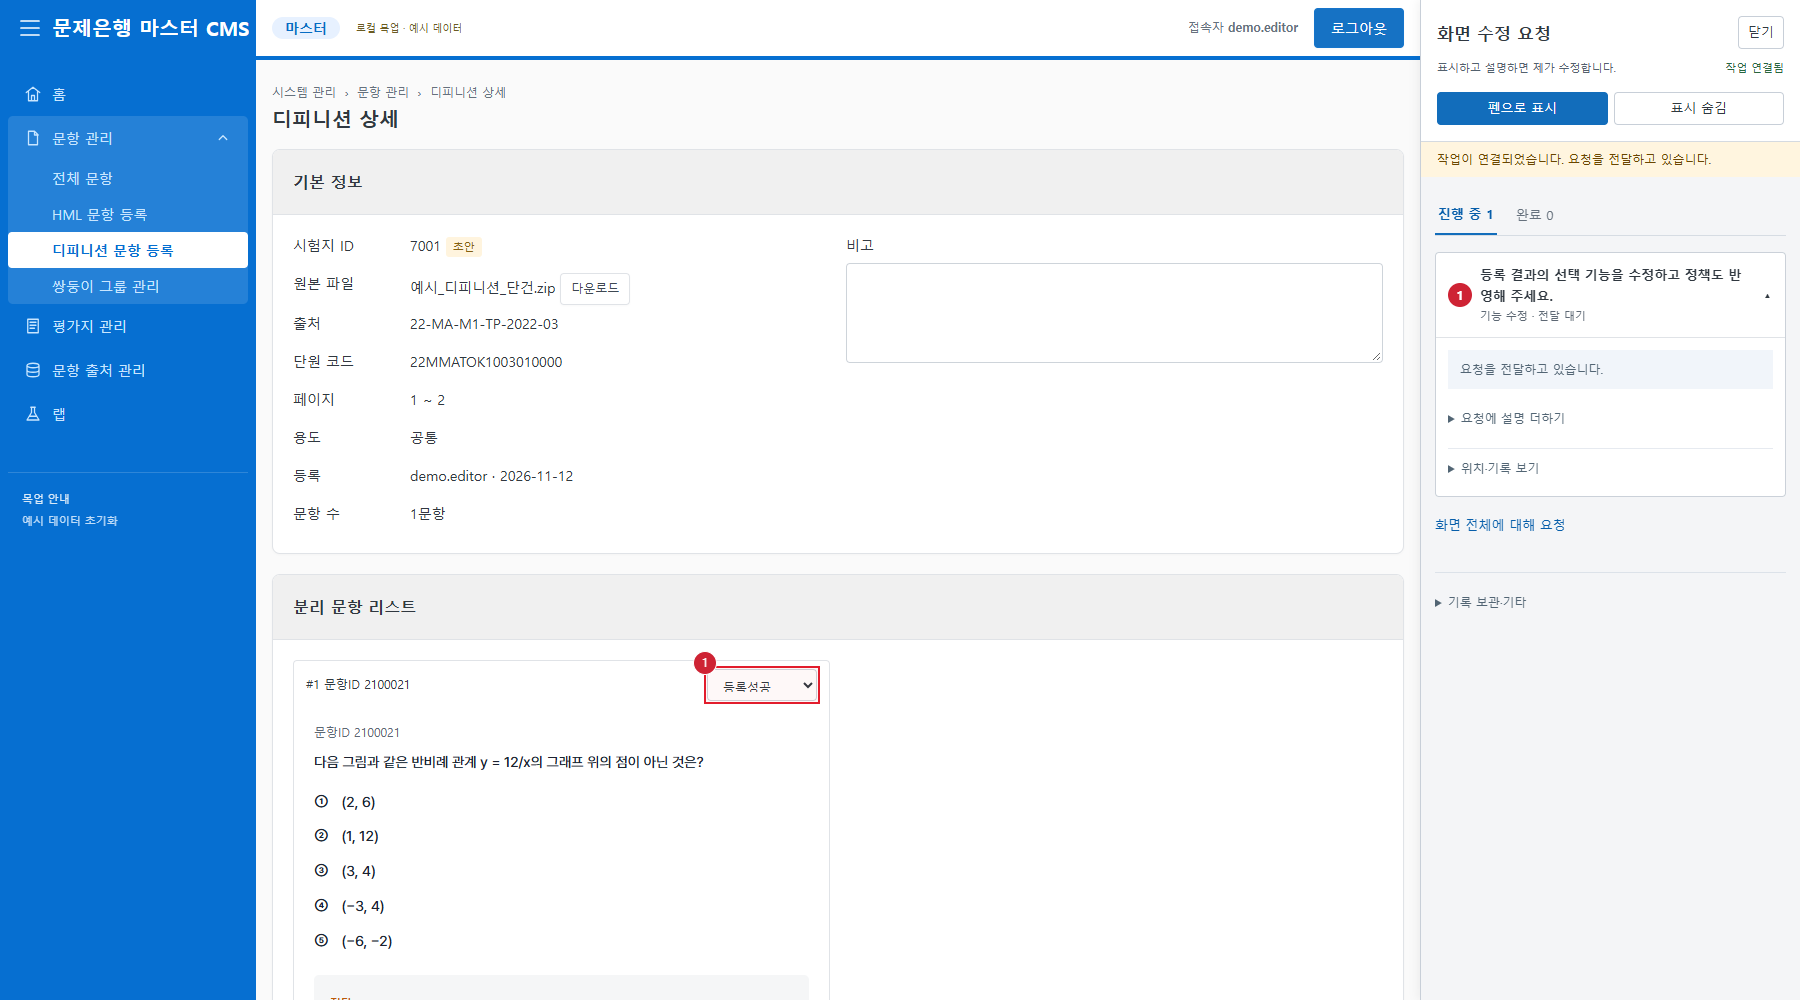 문제은행 마스터 CMS
홈
문항 관리
전체 문항
HML 문항 등록
디피니션 문항 등록
쌍둥이 그룹 관리
평가지 관리
문항 출처 관리
랩
목업 안내
예시 데이터 초기화
마스터
로컬 목업 · 예시 데이터
접속자 demo.editor
로그아웃
시스템 관리 › 문항 관리 › 디피니션 상세
디피니션 상세
기본 정보
시험지 ID 7001 초안
원본 파일 예시_디피니션_단건.zip 다운로드
출처 22-MA-M1-TP-2022-03
단원 코드 22MMATOK1003010000
페이지 1 ~ 2
용도 공통
등록 demo.editor · 2026-11-12
문항 수 1문항
비고
분리 문항 리스트
#1 문항ID 2100021
1
등록성공
문항ID 2100021
다음 그림과 같은 반비례 관계 y = 12/x의 그래프 위의 점이 아닌 것은?
① (2, 6)
② (1, 12)
③ (3, 4)
④ (−3, 4)
⑤ (−6, −2)
화면 수정 요청
닫기
표시하고 설명하면 제가 수정합니다.
작업 연결됨
펜으로 표시
표시 숨김
작업이 연결되었습니다. 요청을 전달하고 있습니다.
진행 중 1
완료 0
1
등록 결과의 선택 기능을 수정하고 정책도 반
영해 주세요.
기능 수정 · 전달 대기
요청을 전달하고 있습니다.
요청에 설명 더하기
위치·기록 보기
화면 전체에 대해 요청
기록 보관·기타